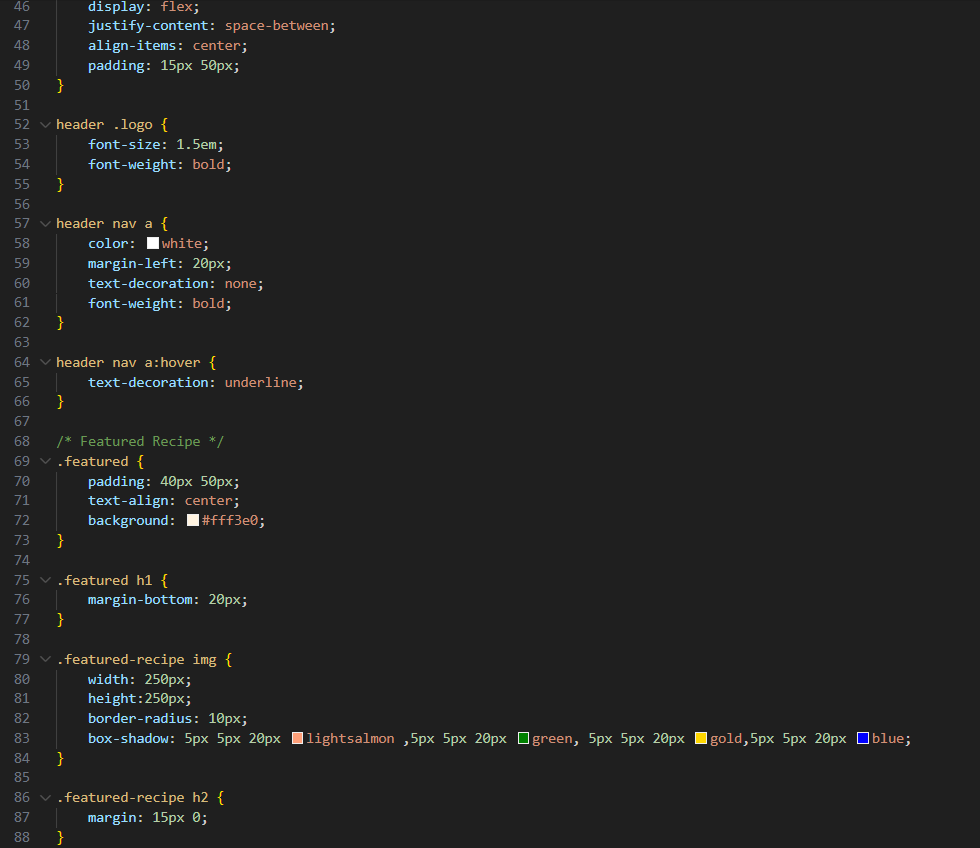 46 display: flex;
47 justify-content: space-between;
48 align-items: center;
49 padding: 15px 50px;
50 }
51
52 header .logo {
53 font-size: 1.5em;
54 font-weight: bold;
55 }
56
57 header nav a {
58 color: white;
59 margin-left: 20px;
60 text-decoration: none;
61 font-weight: bold;
62 }
63
64 header nav a:hover {
65 text-decoration: underline;
66 }
67
68 /* Featured Recipe */
69 .featured {
70 padding: 40px 50px;
71 text-align: center;
72 background: #fff3e0;
73 }
74
75 .featured h1 {
76 margin-bottom: 20px;
77 }
78
79 .featured-recipe img {
80 width: 250px;
81 height:250px;
82 border-radius: 10px;
83 box-shadow: 5px 5px 20px lightsalmon ,5px 5px 20px green, 5px 5px 20px gold,5px 5px 20px blue;
84 }
85
86 .featured-recipe h2 {
87 margin: 15px 0;
88 }